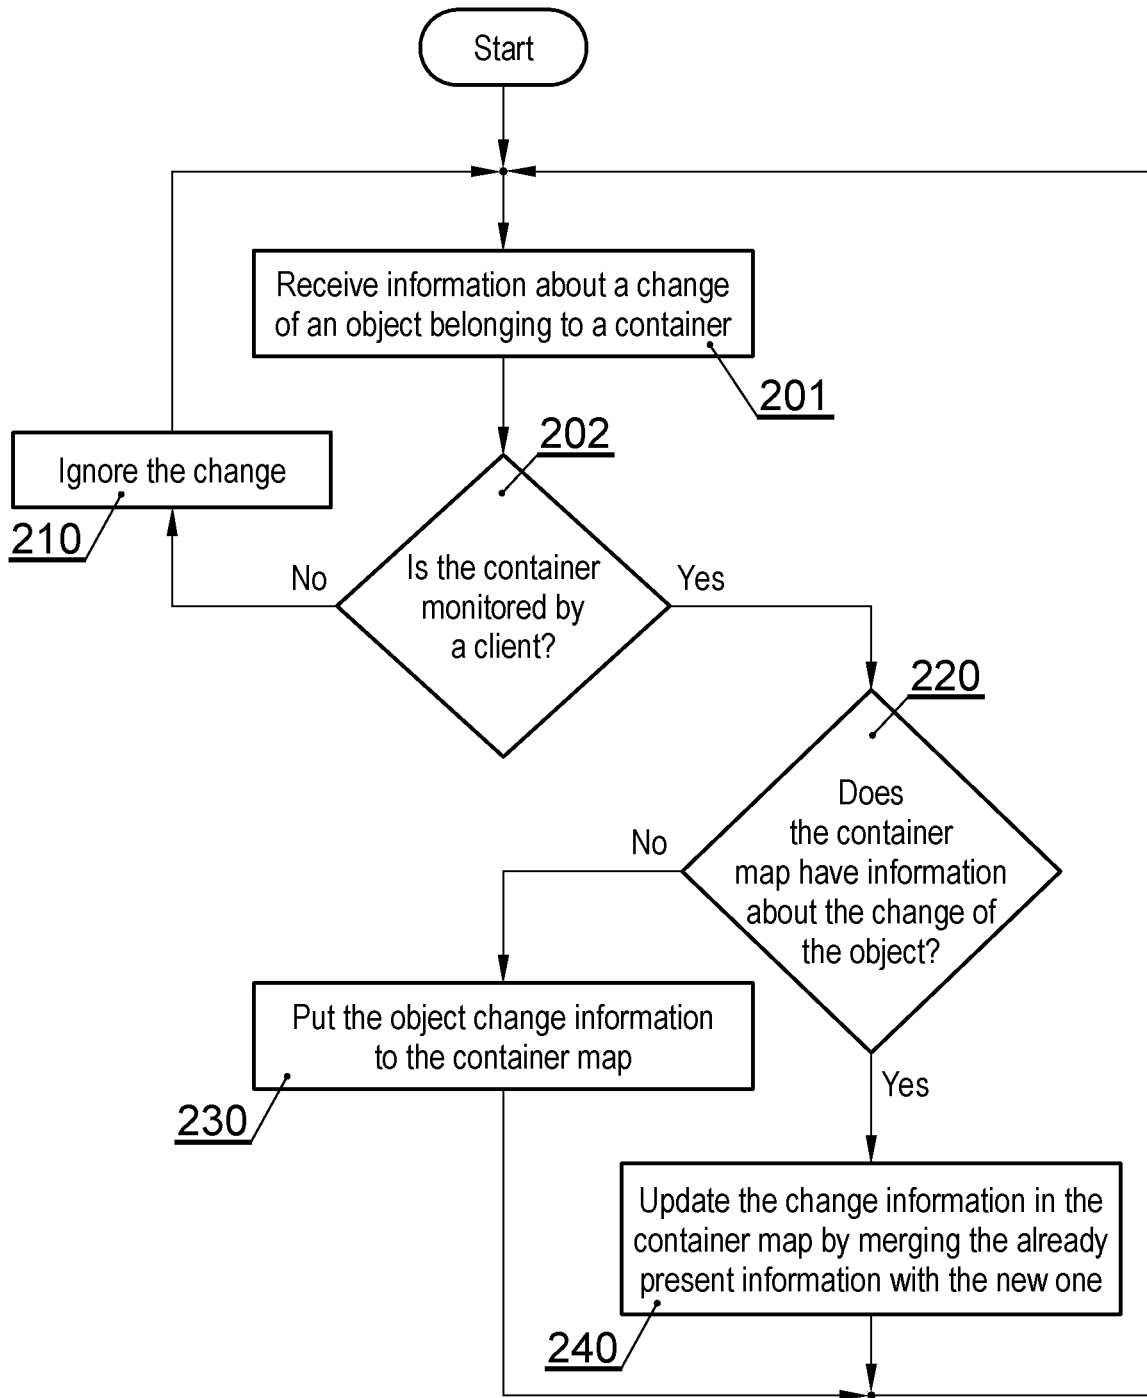 Start
Receive information about a change
of an object belonging to a container
201
202
Ignore the change
210
No
Is the container
monitored by
a client?
Yes
220
Does
the container
map have information
about the change of
the object?
No
Put the object change information
to the container map
230
Yes
Update the change information in the
container map by merging the already
present information with the new one
240